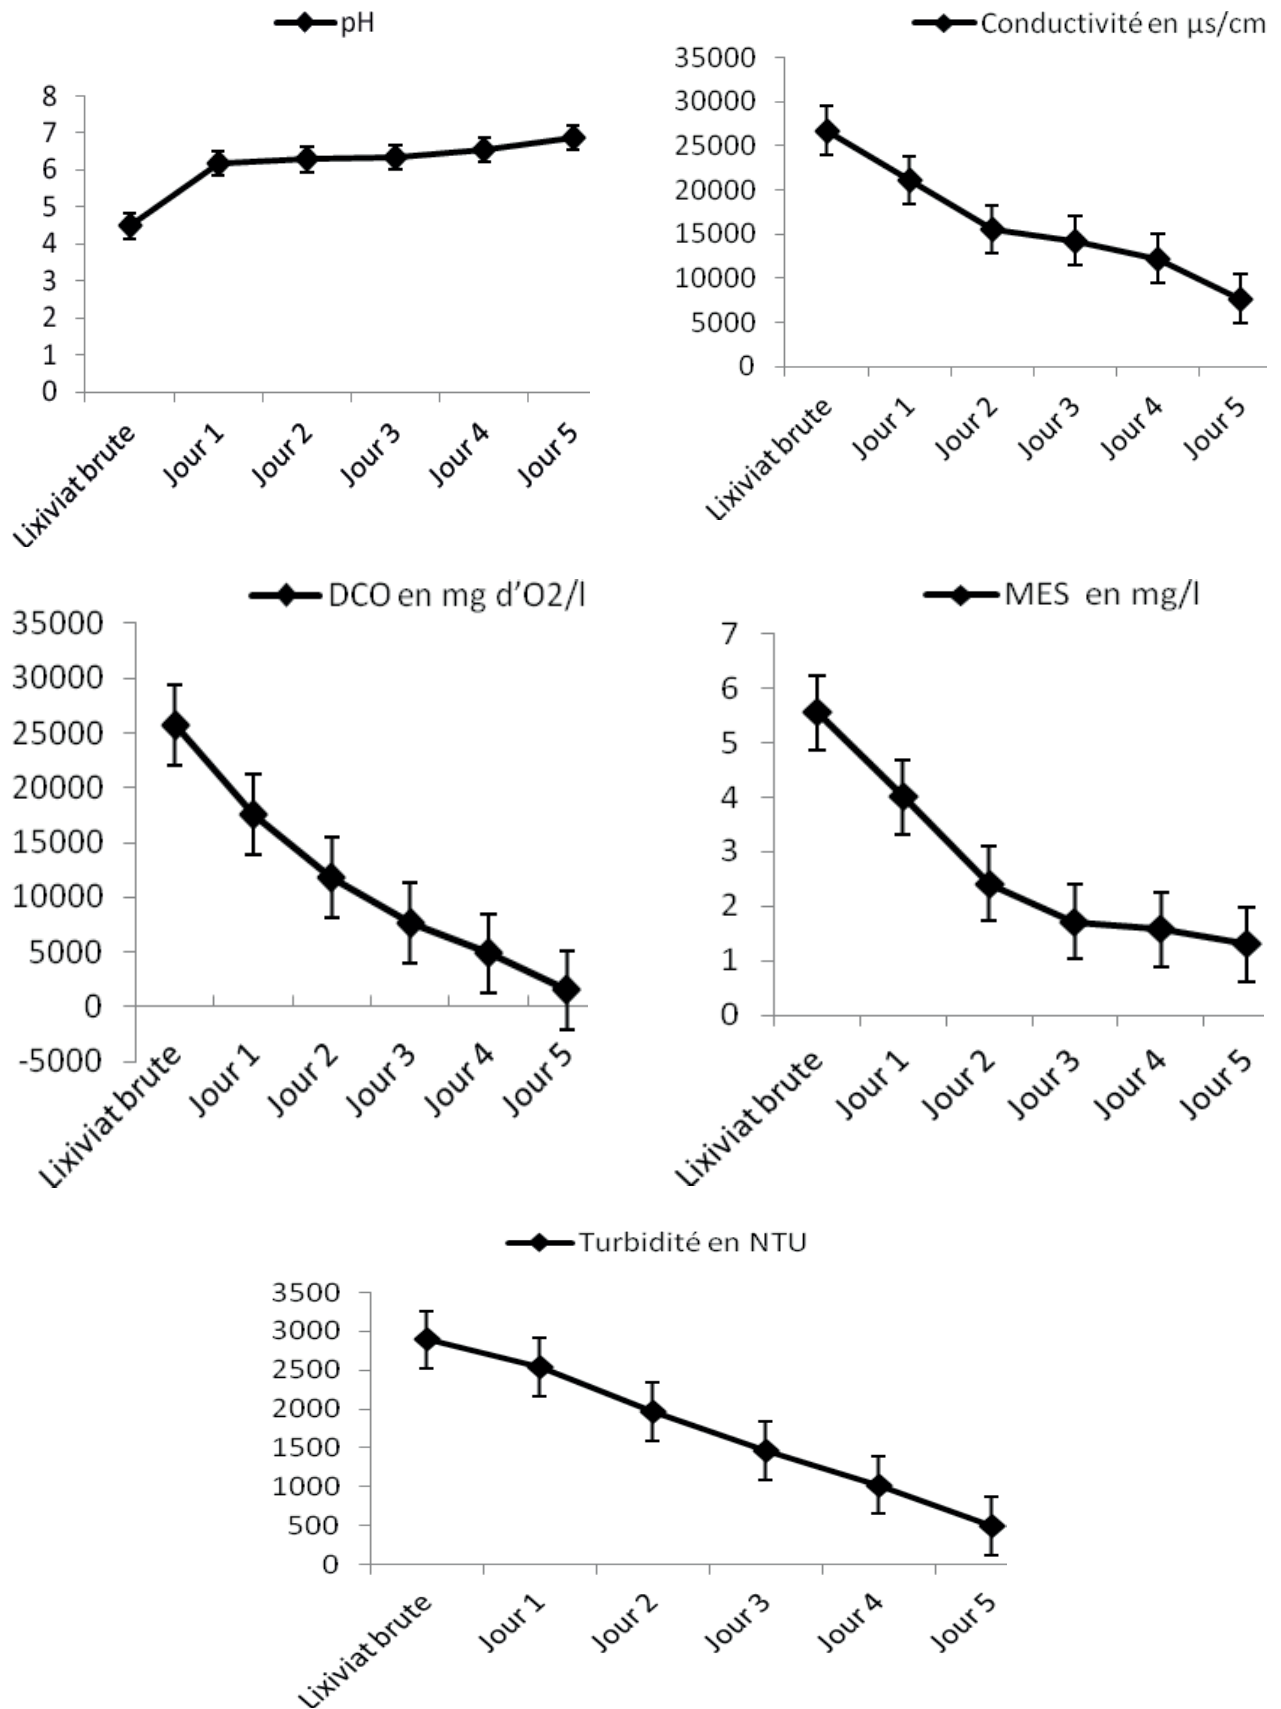 pH
8
7
6
5
4
3
2
1
0
Lixiviat brute
Jour 1
Jour 2
Jour 3
Jour 4
Jour 5
Conductivité en µs/cm
35000
30000
25000
20000
15000
10000
5000
0
Lixiviat brute
Jour 1
Jour 2
Jour 3
Jour 4
Jour 5
DCO en mg d’O2/l
35000
30000
25000
20000
15000
10000
5000
0
-5000
Lixiviat brute
Jour 1
Jour 2
Jour 3
Jour 4
Jour 5
MES en mg/l
7
6
5
4
3
2
1
0
Lixiviat brute
Jour 1
Jour 2
Jour 3
Jour 4
Jour 5
Turbidité en NTU
3500
3000
2500
2000
1500
1000
500
0
Lixiviat brute
Jour 1
Jour 2
Jour 3
Jour 4
Jour 5